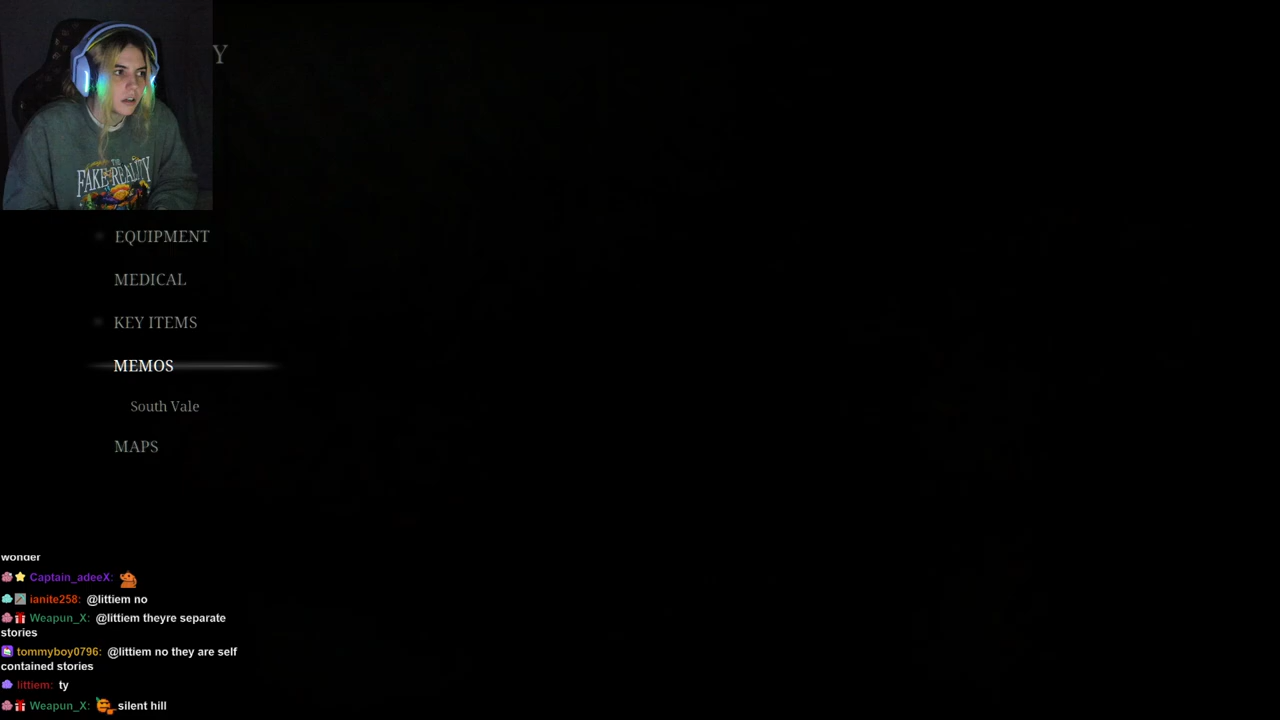 Y
THE
FAKE REALITY
EQUIPMENT
MEDICAL
KEY ITEMS
MEMOS
South Vale
MAPS
wonder
Captain_adeeX:
ianite258: @littiem no
Weapun_X: @littiem theyre separate
stories
tommyboy0796: @littiem no they are self
contained stories
littiem: ty
Weapun_X: silent hill